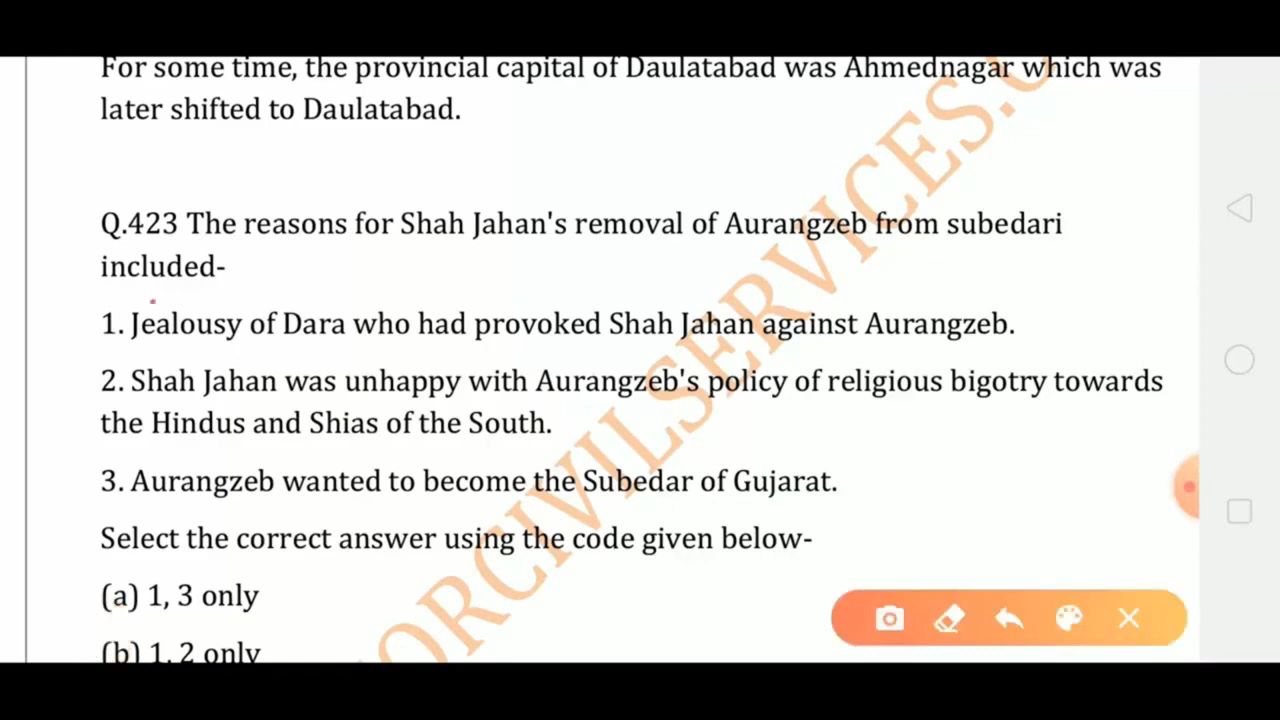 For some time, the provincial capital of Daulatabad was Ahmednagar which was
later shifted to Daulatabad.
Q.423 The reasons for Shah Jahan's removal of Aurangzeb from subedari
included-
1. Jealousy of Dara who had provoked Shah Jahan against Aurangzeb.
2. Shah Jahan was unhappy with Aurangzeb's policy of religious bigotry towards
the Hindus and Shias of the South.
3. Aurangzeb wanted to become the Subedar of Gujarat.
Select the correct answer using the code given below-
(a) 1, 3 only
(b) 1, 2 only
ORCIVILSERVICES.